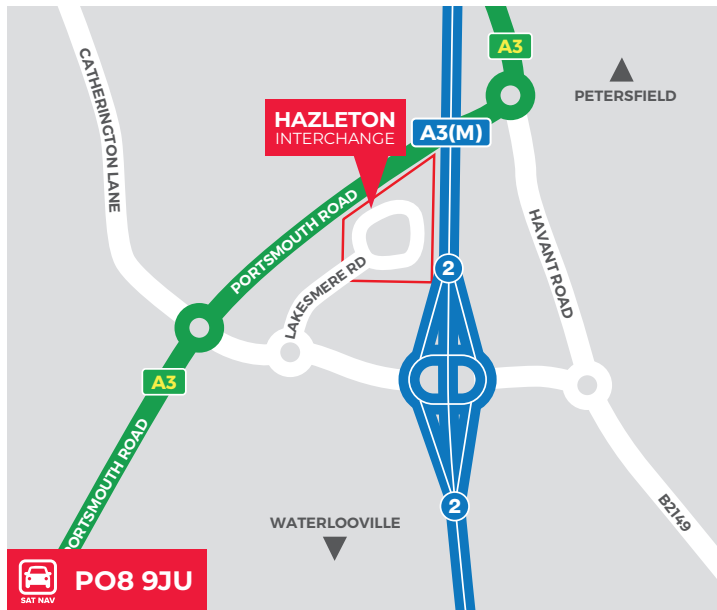 A3
PETERSFIELD
CATHERINGTON LANE
HAZLETON
INTERCHANGE
A3(M)
PORTSMOUTH ROAD
HAVANT ROAD
LAKESMERE RD
2
A3
PORTSMOUTH ROAD
2
B2149
WATERLOOVILLE
SAT NAV
PO8 9JU